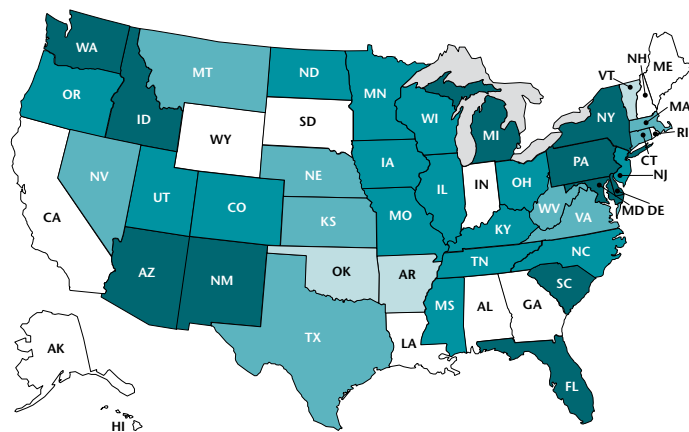 WA
MT
ND
MN
VT
NH
ME
OR
ID
WY
SD
WI
MI
NY
MA
RI
CT
NV
UT
CO
NE
IA
IL
IN
OH
PA
NJ
MD DE
CA
KS
MO
KY
WV
VA
AZ
NM
OK
AR
TN
NC
SC
TX
LA
MS
AL
GA
FL
AK
HI